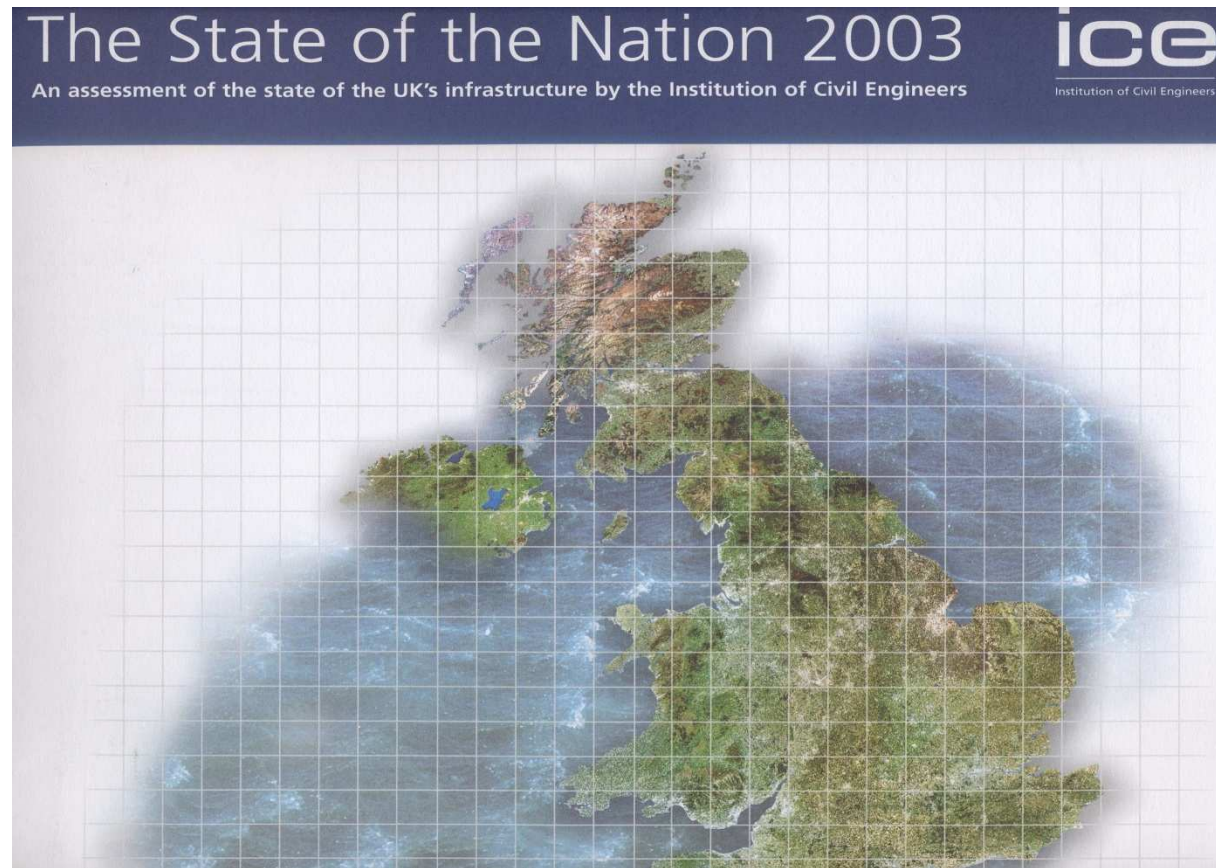 The State of the Nation 2003
An assessment of the state of the UK's infrastructure by the Institution of Civil Engineers
ice
Institution of Civil Engineers